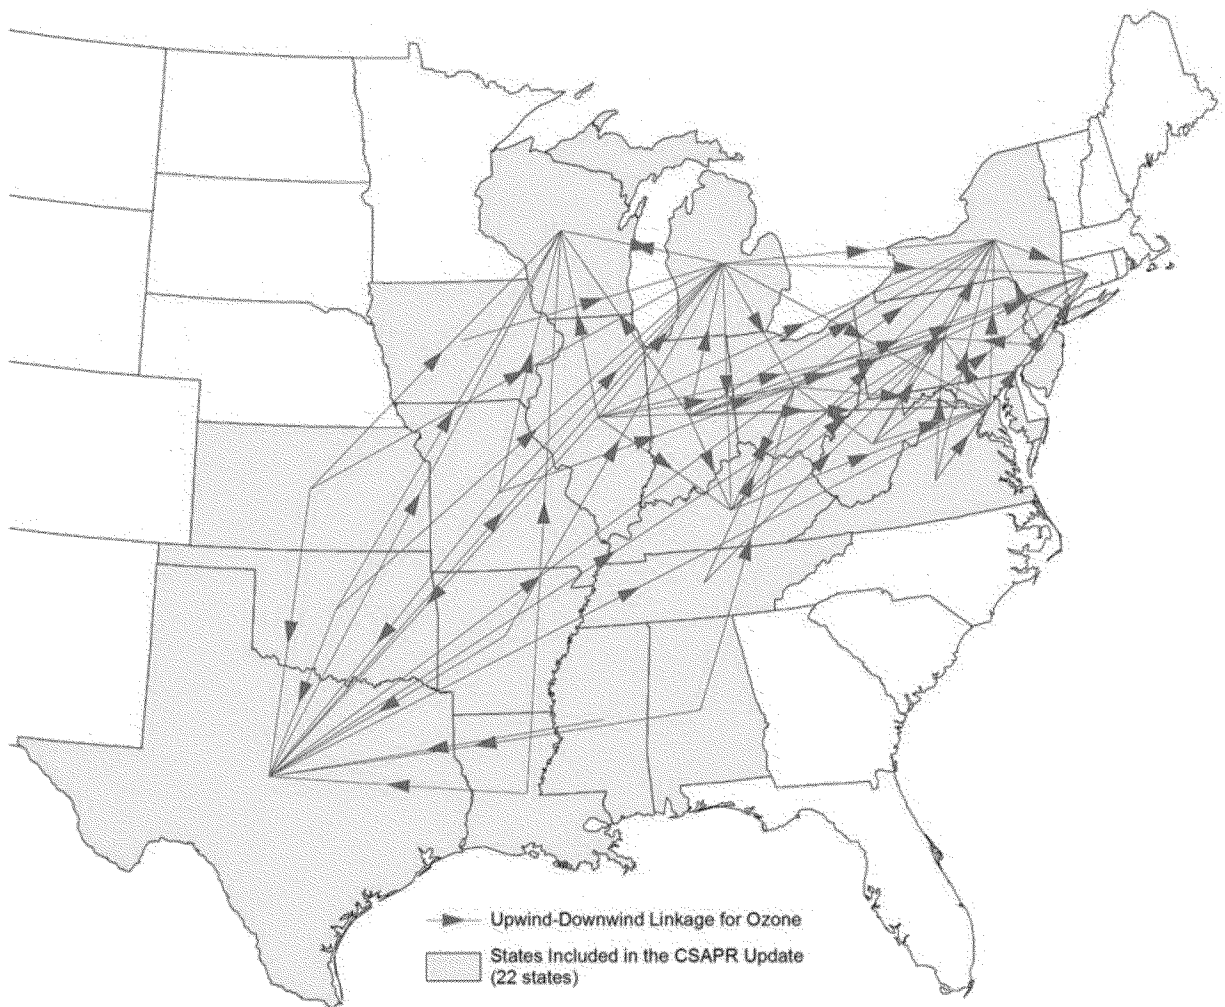 Upwind-Downwind Linkage for Ozone
States Included in the CSAPR Update
(22 states)